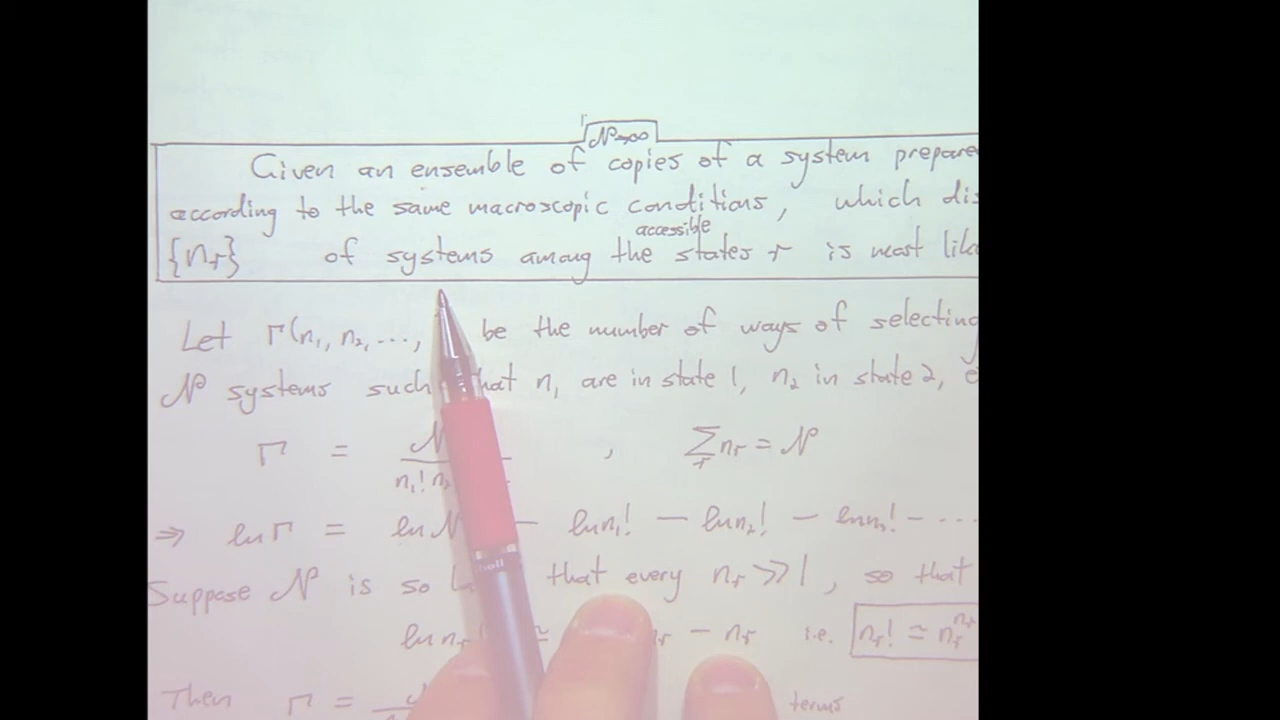 𝒩→∞
Given an ensemble of copies of a system prepare
according to the same macroscopic conditions, which dis
accessible
{n_r} of systems among the states r is most lik
Let Γ(n₁, n₂, ..., be the number of ways of selecting
𝒩 systems such that n₁ are in state 1, n₂ in state 2, e
Γ = 𝒩 / n₁! n , Σ_r n_r = 𝒩
⇒ ln Γ = ln 𝒩 − ln n₁! − ln n₂! − ln n₃! − ...
Suppose 𝒩 is so that every n_r ≫ 1, so that
ln n_r! ≃ − n_r i.e. n_r! ≃ n_r^{n_r}
Then Γ = terms